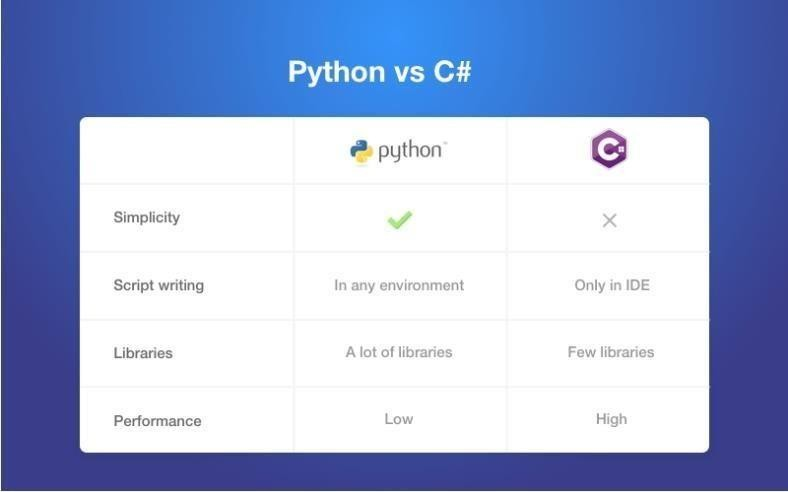 Python vs C#
python™
C#
Simplicity
Script writing
In any environment
Only in IDE
Libraries
A lot of libraries
Few libraries
Performance
Low
High